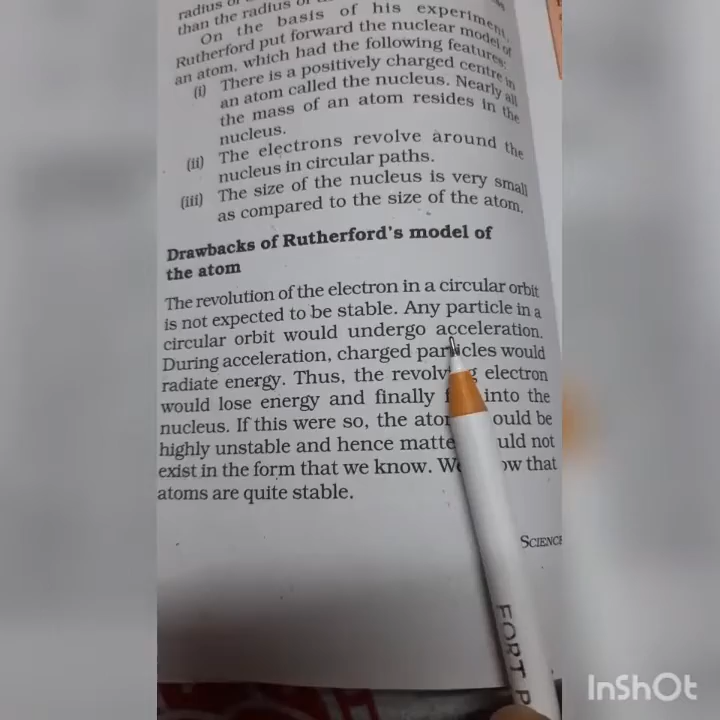 radius
than the radius of
On the basis of his experiment,
Rutherford put forward the nuclear model of
an atom, which had the following features:
(i) There is a positively charged centre in
an atom called the nucleus. Nearly all
the mass of an atom resides in the
nucleus.
(ii) The electrons revolve around the
nucleus in circular paths.
(iii) The size of the nucleus is very small
as compared to the size of the atom.
Drawbacks of Rutherford's model of
the atom
The revolution of the electron in a circular orbit
is not expected to be stable. Any particle in a
circular orbit would undergo acceleration.
During acceleration, charged particles would
radiate energy. Thus, the revolving electron
would lose energy and finally into the
nucleus. If this were so, the ould be
highly unstable and hence matte uld not
exist in the form that we know. ow that
atoms are quite stable.
SCIENCE
FORT P
InShOt